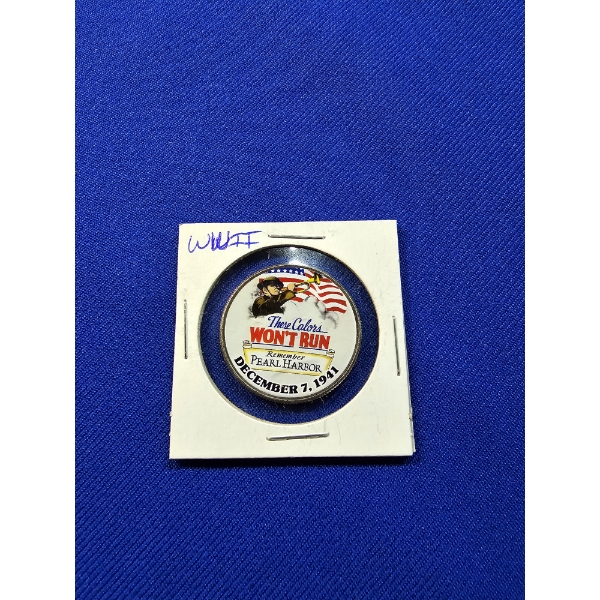 WWII
These Colors
WON'T RUN
Remember
PEARL HARBOR
DECEMBER 7, 1941